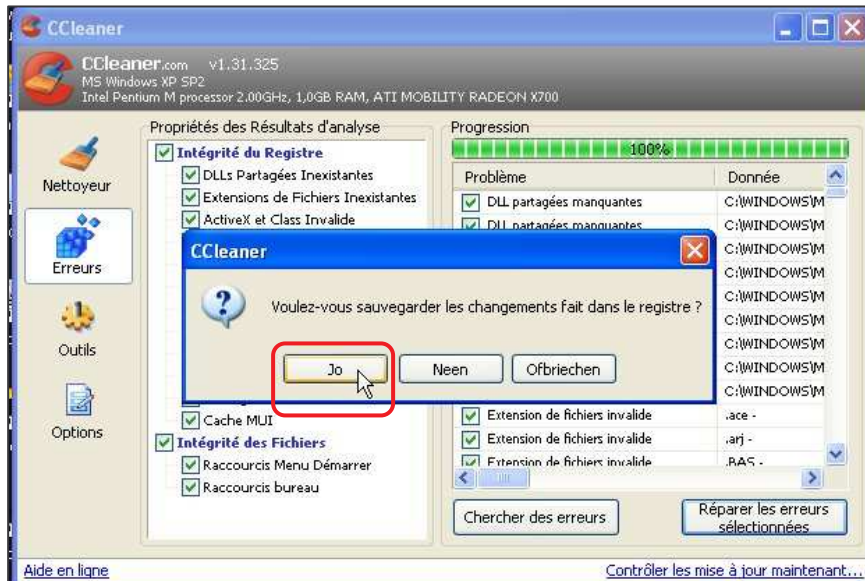 CCleaner
CCleaner.com v1.31.325
MS Windows XP SP2
Intel Pentium M processor 2.00GHz, 1,0GB RAM, ATI MOBILITY RADEON X700
Nettoyeur
Erreurs
Outils
Options
Propriétés des Résultats d'analyse
Intégrité du Registre
DLLs Partagées Inexistantes
Extensions de Fichiers Inexistantes
ActiveX et Class Invalide
Cache MUI
Intégrité des Fichiers
Raccourcis Menu Démarrer
Raccourcis bureau
Progression
100%
Problème Donnée
DLL partagées manquantes C:\WINDOWS\M
DLL partagées manquantes C:\WINDOWS\M
C:\WINDOWS\M
C:\WINDOWS\M
C:\WINDOWS\M
C:\WINDOWS\M
C:\WINDOWS\M
C:\WINDOWS\M
C:\WINDOWS\M
Extension de fichiers invalide .ace -
Extension de fichiers invalide .arj -
Extension de fichiers invalide .BAS -
CCleaner
Voulez-vous sauvegarder les changements fait dans le registre ?
Jo
Neen
Ofbriechen
Chercher des erreurs
Réparer les erreurs
sélectionnées
Aide en ligne
Contrôler les mise à jour maintenant...